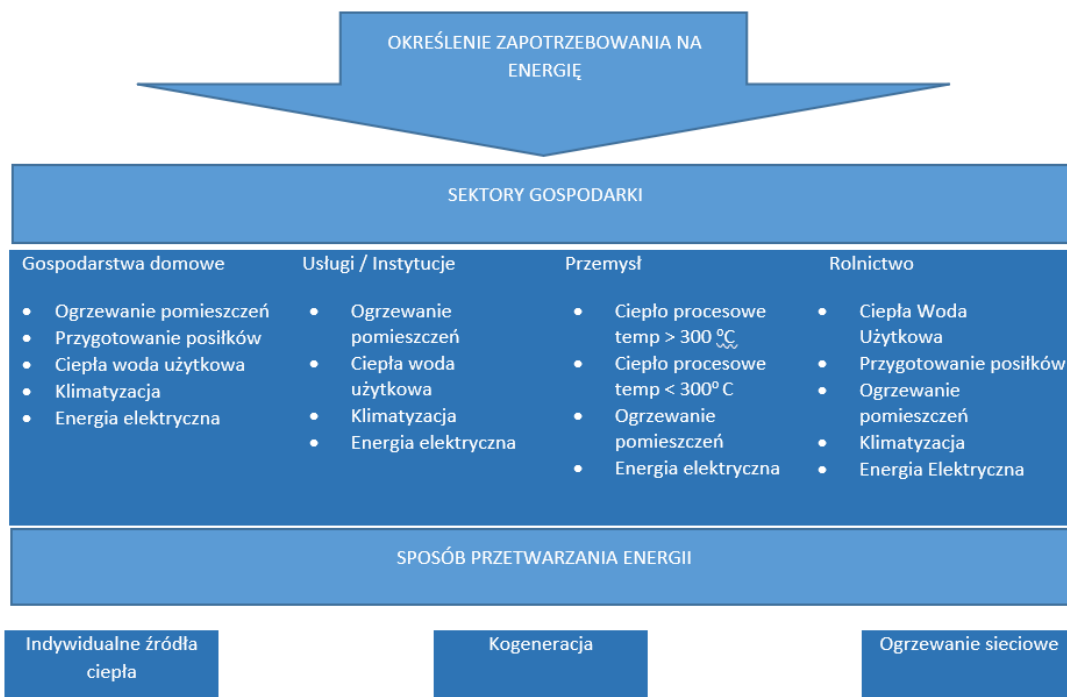 OKREŚLENIE ZAPOTRZEBOWANIA NA
ENERGIĘ
SEKTORY GOSPODARKI
Gospodarstwa domowe
• Ogrzewanie pomieszczeń
• Przygotowanie posiłków
• Ciepła woda użytkowa
• Klimatyzacja
• Energia elektryczna
Usługi / Instytucje
• Ogrzewanie
pomieszczeń
• Ciepła woda
użytkowa
• Klimatyzacja
• Energia elektryczna
Przemysł
• Ciepło procesowe
temp > 300 °C
• Ciepło procesowe
temp < 300° C
• Ogrzewanie
pomieszczeń
• Energia elektryczna
Rolnictwo
• Ciepła Woda
Użytkowa
• Przygotowanie posiłków
• Ogrzewanie
pomieszczeń
• Klimatyzacja
• Energia Elektryczna
SPOSÓB PRZETWARZANIA ENERGII
Indywidualne źródła
ciepła
Kogeneracja
Ogrzewanie sieciowe